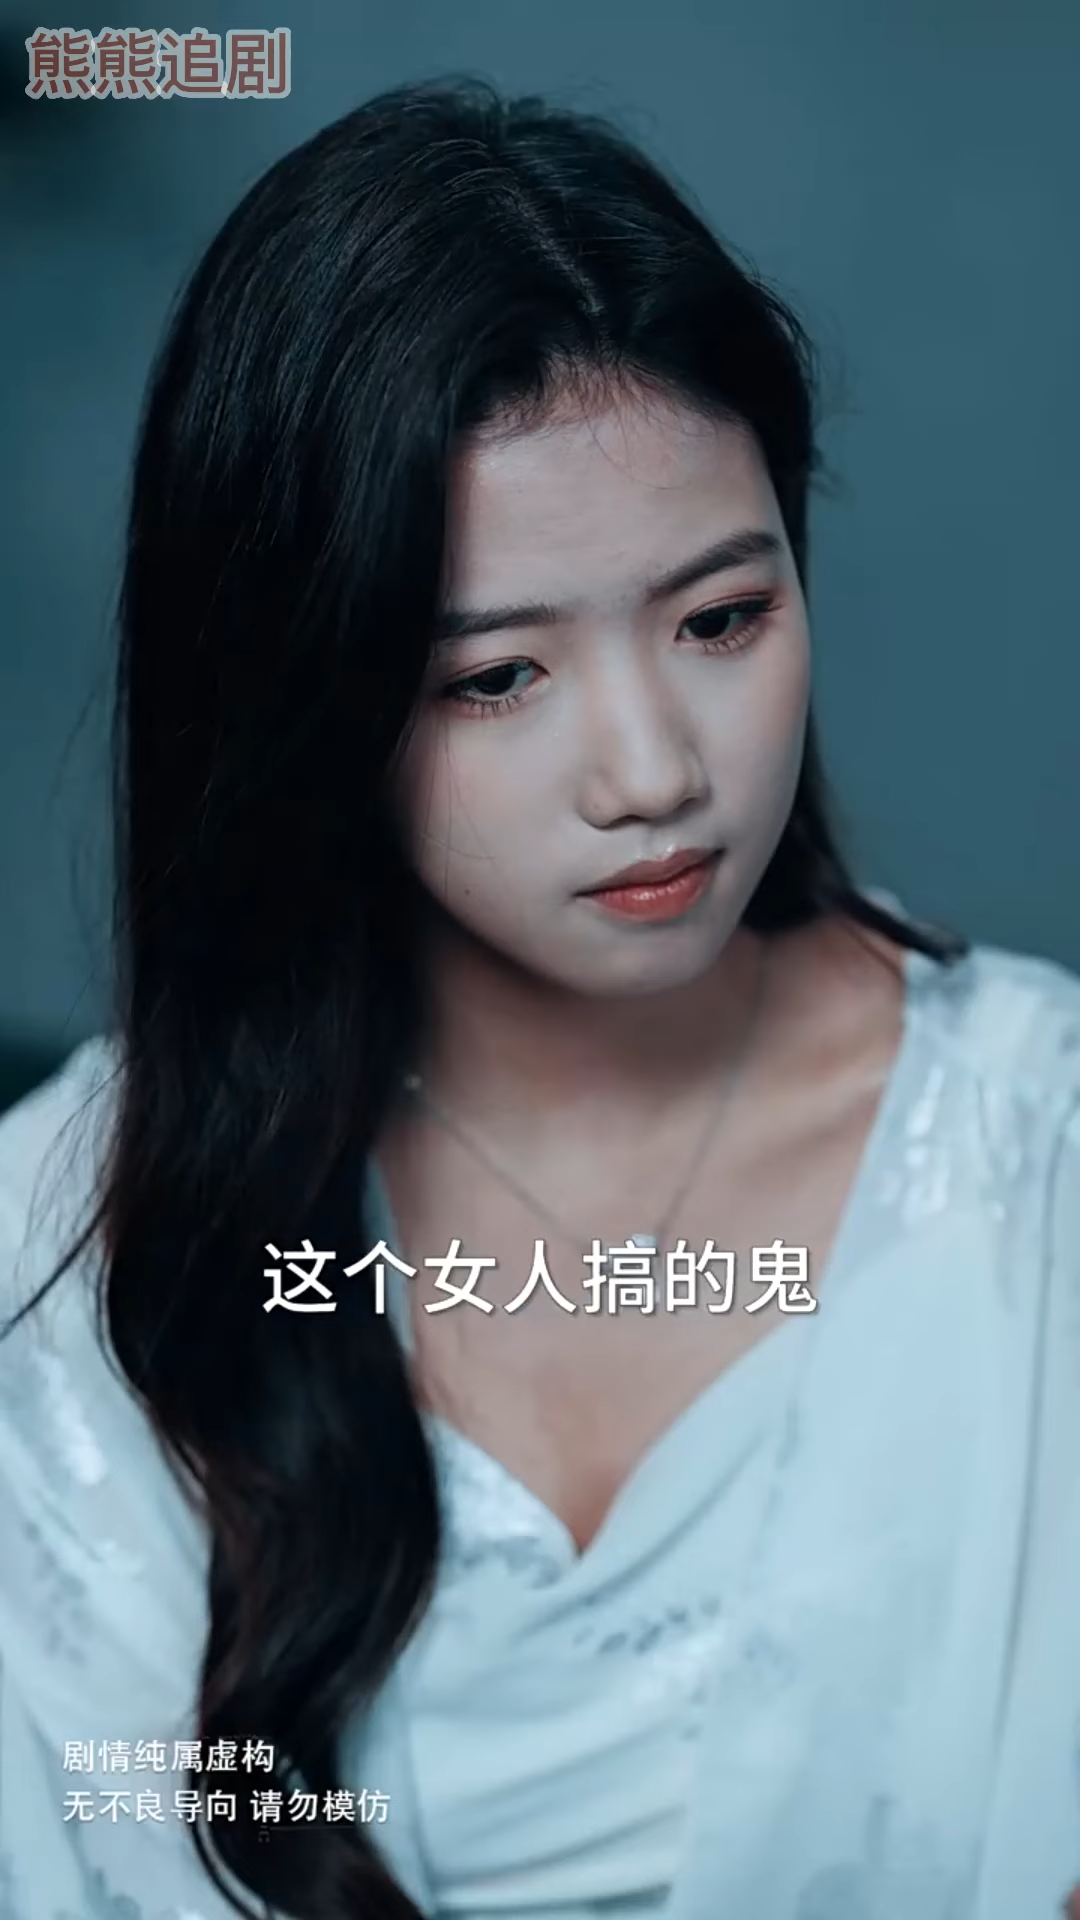 熊熊追剧
这个女人搞的鬼
剧情纯属虚构
无不良导向 请勿模仿